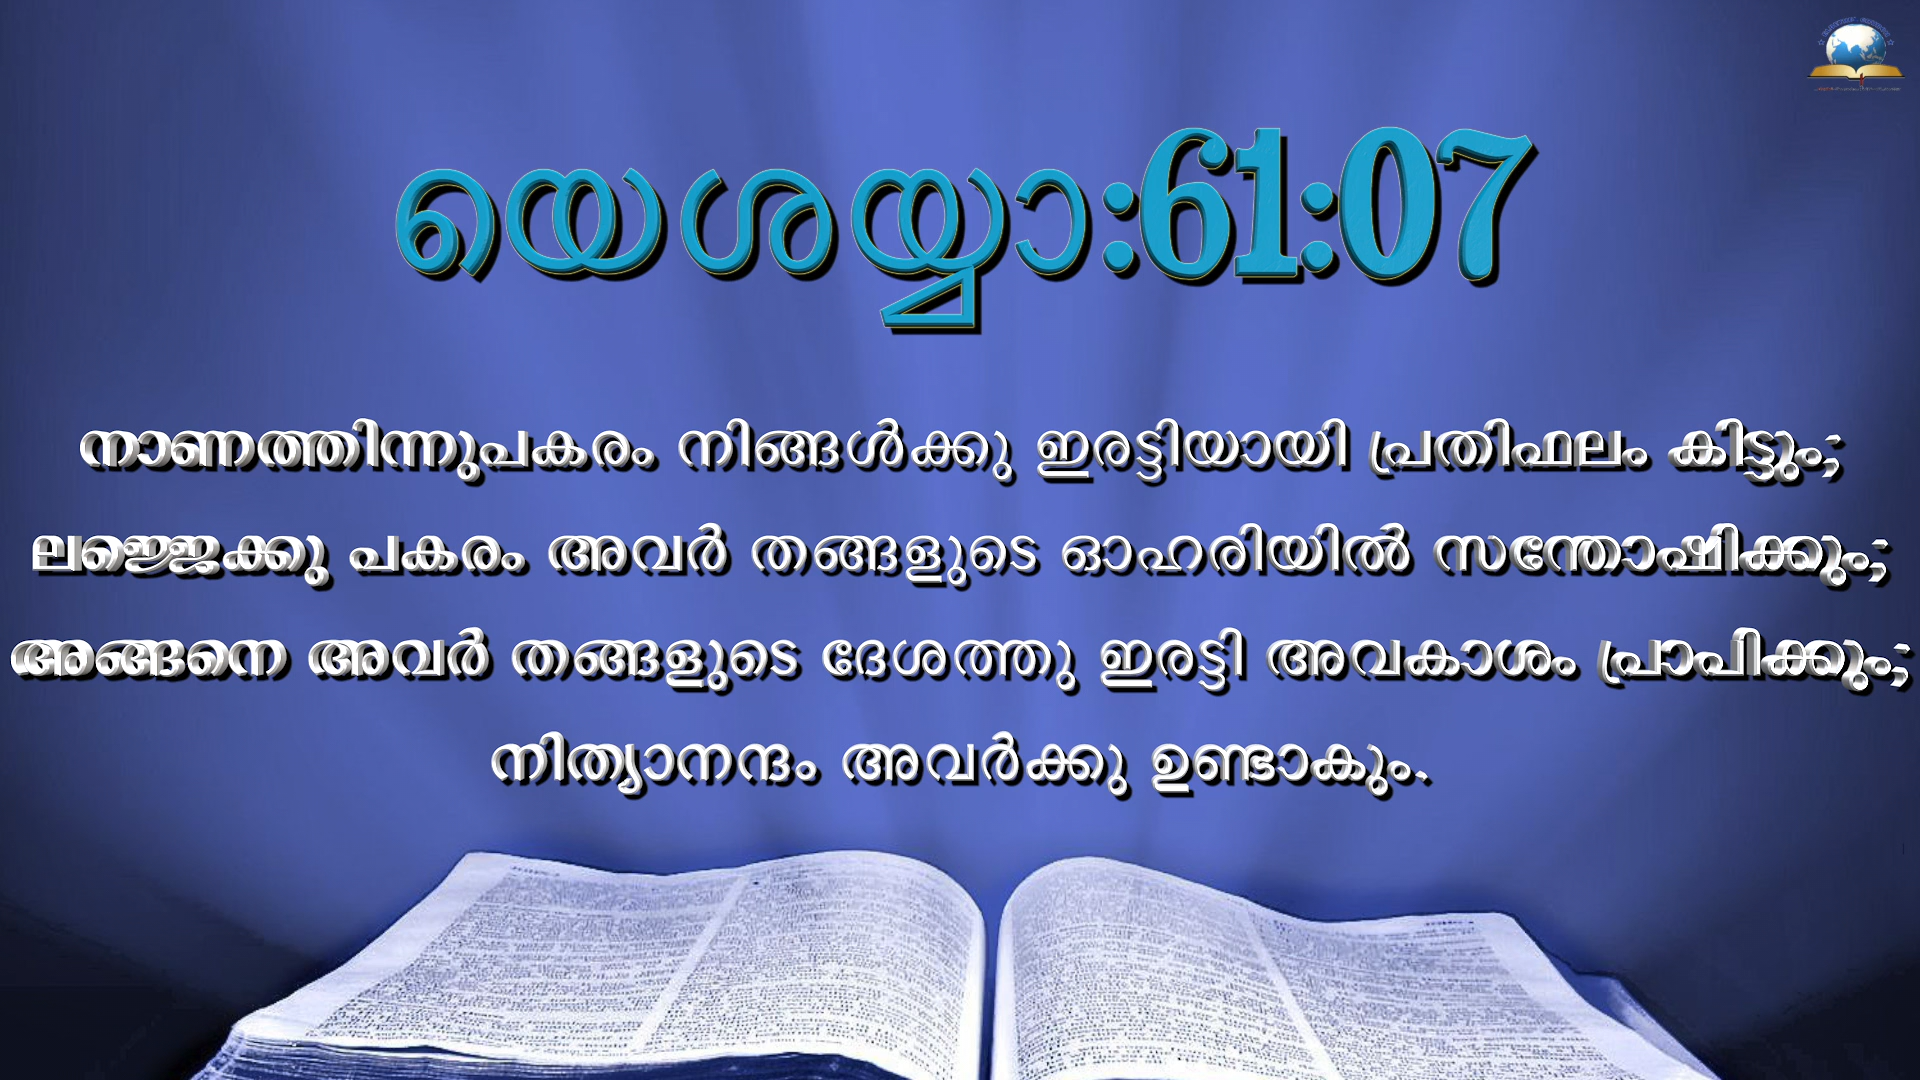 യെശയ്യാ:61:07
നാണത്തിന്നുപകരം നിങ്ങൾക്കു ഇരട്ടിയായി പ്രതിഫലം കിട്ടും;
ലജ്ജെക്കു പകരം അവർ തങ്ങളുടെ ഓഹരിയിൽ സന്തോഷിക്കും;
അങ്ങനെ അവർ തങ്ങളുടെ ദേശത്തു ഇരട്ടി അവകാശം പ്രാപിക്കും;
നിത്യാനന്ദം അവർക്കു ഉണ്ടാകും.